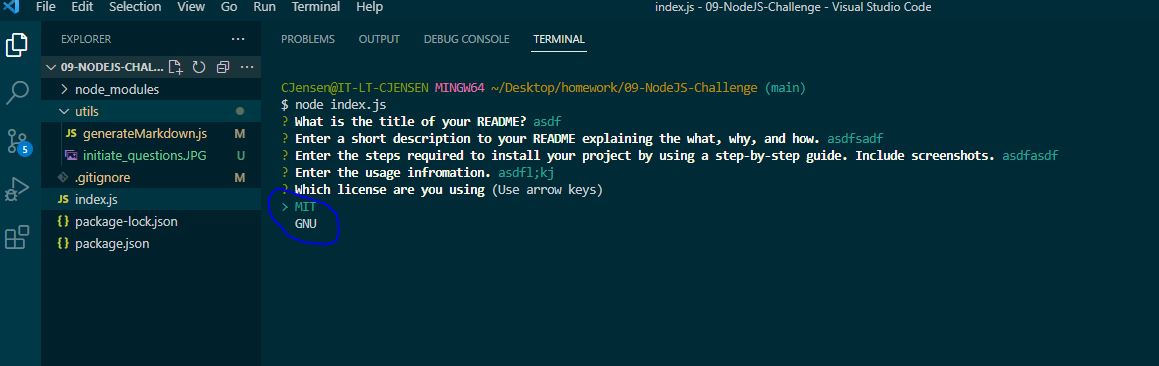 File Edit Selection View Go Run Terminal Help index.js - 09-NodeJS-Challenge - Visual Studio Code
EXPLORER ...
PROBLEMS OUTPUT DEBUG CONSOLE TERMINAL
09-NODEJS-CHAL... ...
node_modules
utils
JS generateMarkdown.js M
initiate_questionsJPG U
.gitignore M
JS index.js
{} package-lock.json
{} package.json
5
CJensen@IT-LT-CJENSEN MINGW64 ~/Desktop/homework/09-NodeJS-Challenge (main)
$ node index.js
? What is the title of your README? asdf
? Enter a short description to your README explaining the what, why, and how. asdfsadf
? Enter the steps required to install your project by using a step-by-step guide. Include screenshots. asdfasdf
? Enter the usage infromation. asdfl;kj
? Which license are you using (Use arrow keys)
> MIT
GNU